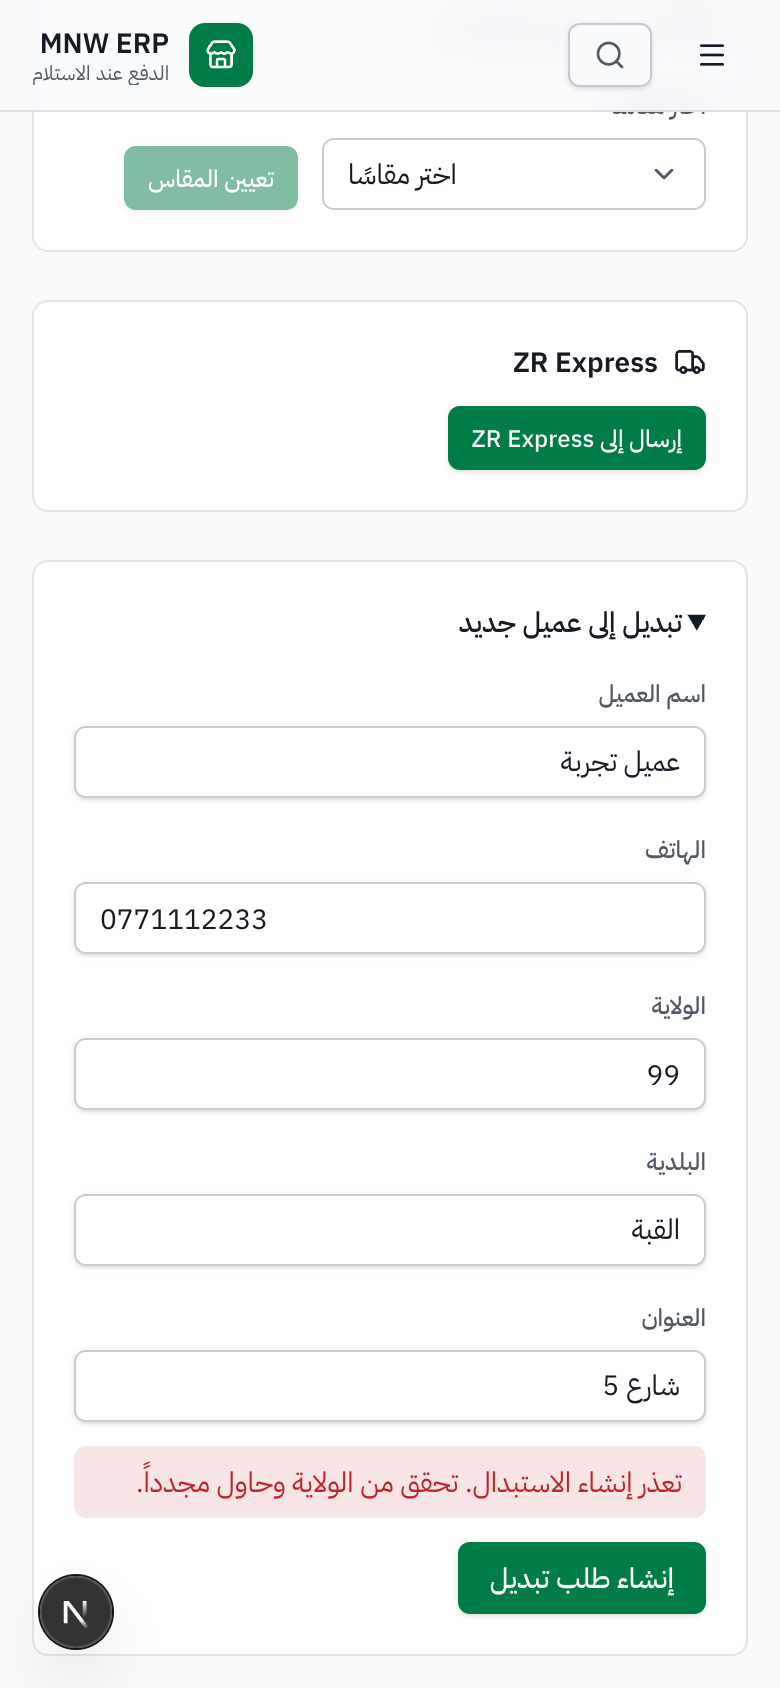 MNW ERP
الدفع عند الاستلام
اختر مقاسًا
تعيين المقاس
ZR Express
إرسال إلى ZR Express
تبديل إلى عميل جديد
اسم العميل
عميل تجربة
الهاتف
0771112233
الولاية
99
البلدية
القبة
العنوان
شارع 5
تعذر إنشاء الاستبدال. تحقق من الولاية وحاول مجدداً.
إنشاء طلب تبديل
N